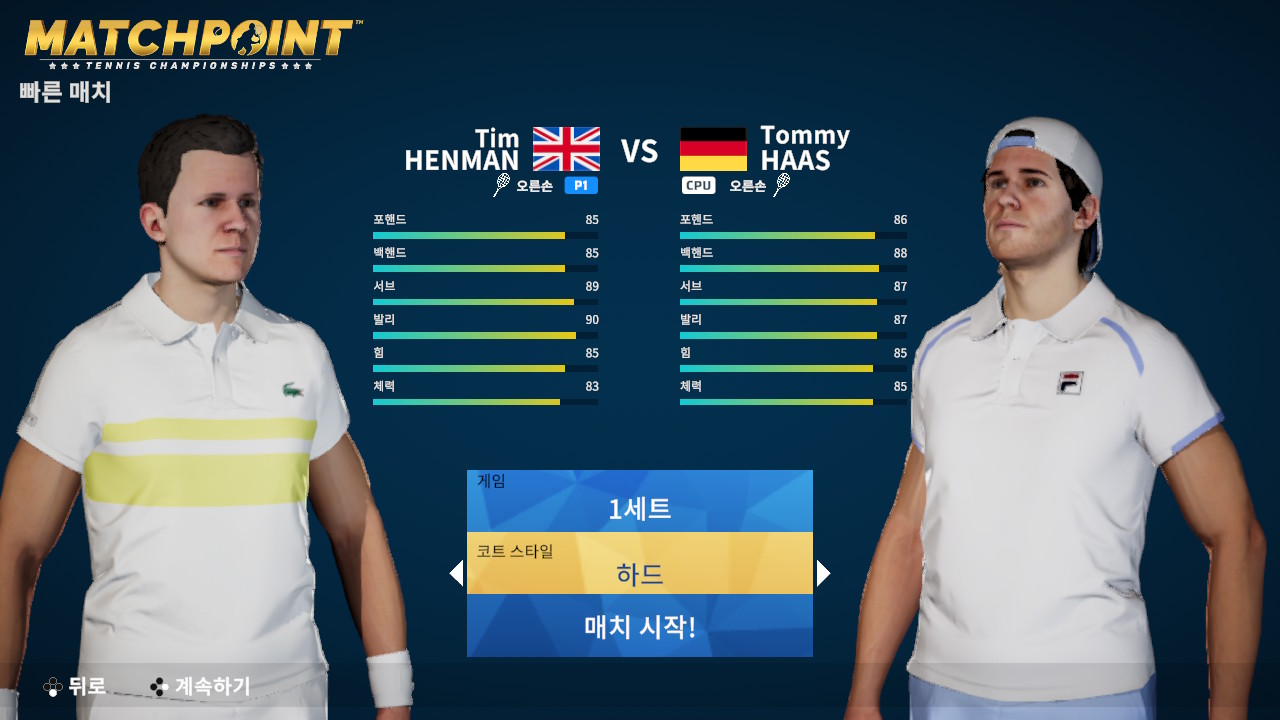 MATCHPOINT™
TENNIS CHAMPIONSHIPS
빠른 매치
Tim
HENMAN
오른손 P1
VS
Tommy
HAAS
CPU 오른손
포핸드 85
백핸드 85
서브 89
발리 90
힘 85
체력 83
포핸드 86
백핸드 88
서브 87
발리 87
힘 85
체력 85
게임
1세트
코트 스타일
하드
매치 시작!
뒤로 계속하기